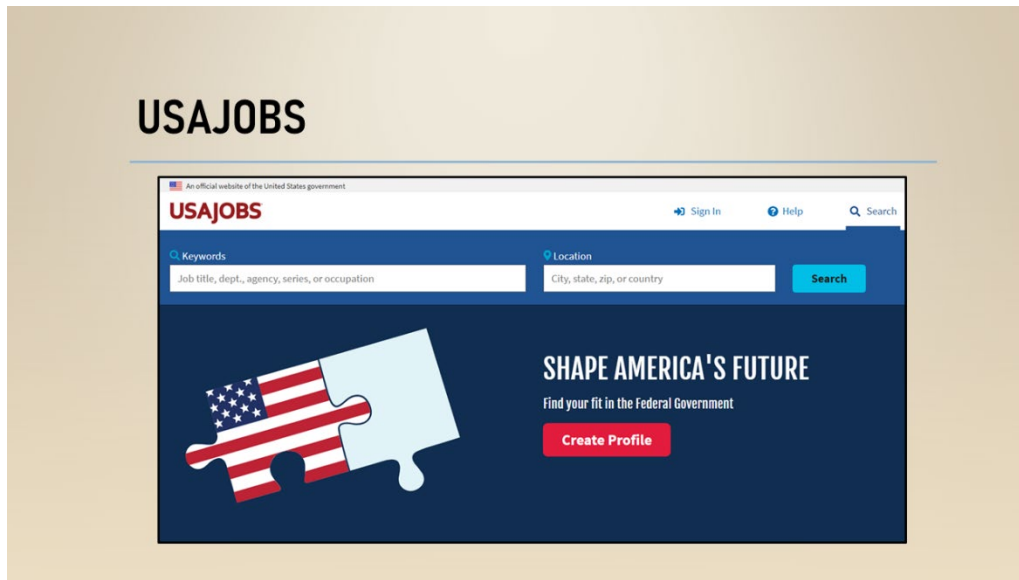 USAJOBS
An official website of the United States government
USAJOBS
Sign In
Help
Search
Keywords
Location
Job title, dept., agency, series, or occupation
City, state, zip, or country
Search
SHAPE AMERICA'S FUTURE
Find your fit in the Federal Government
Create Profile